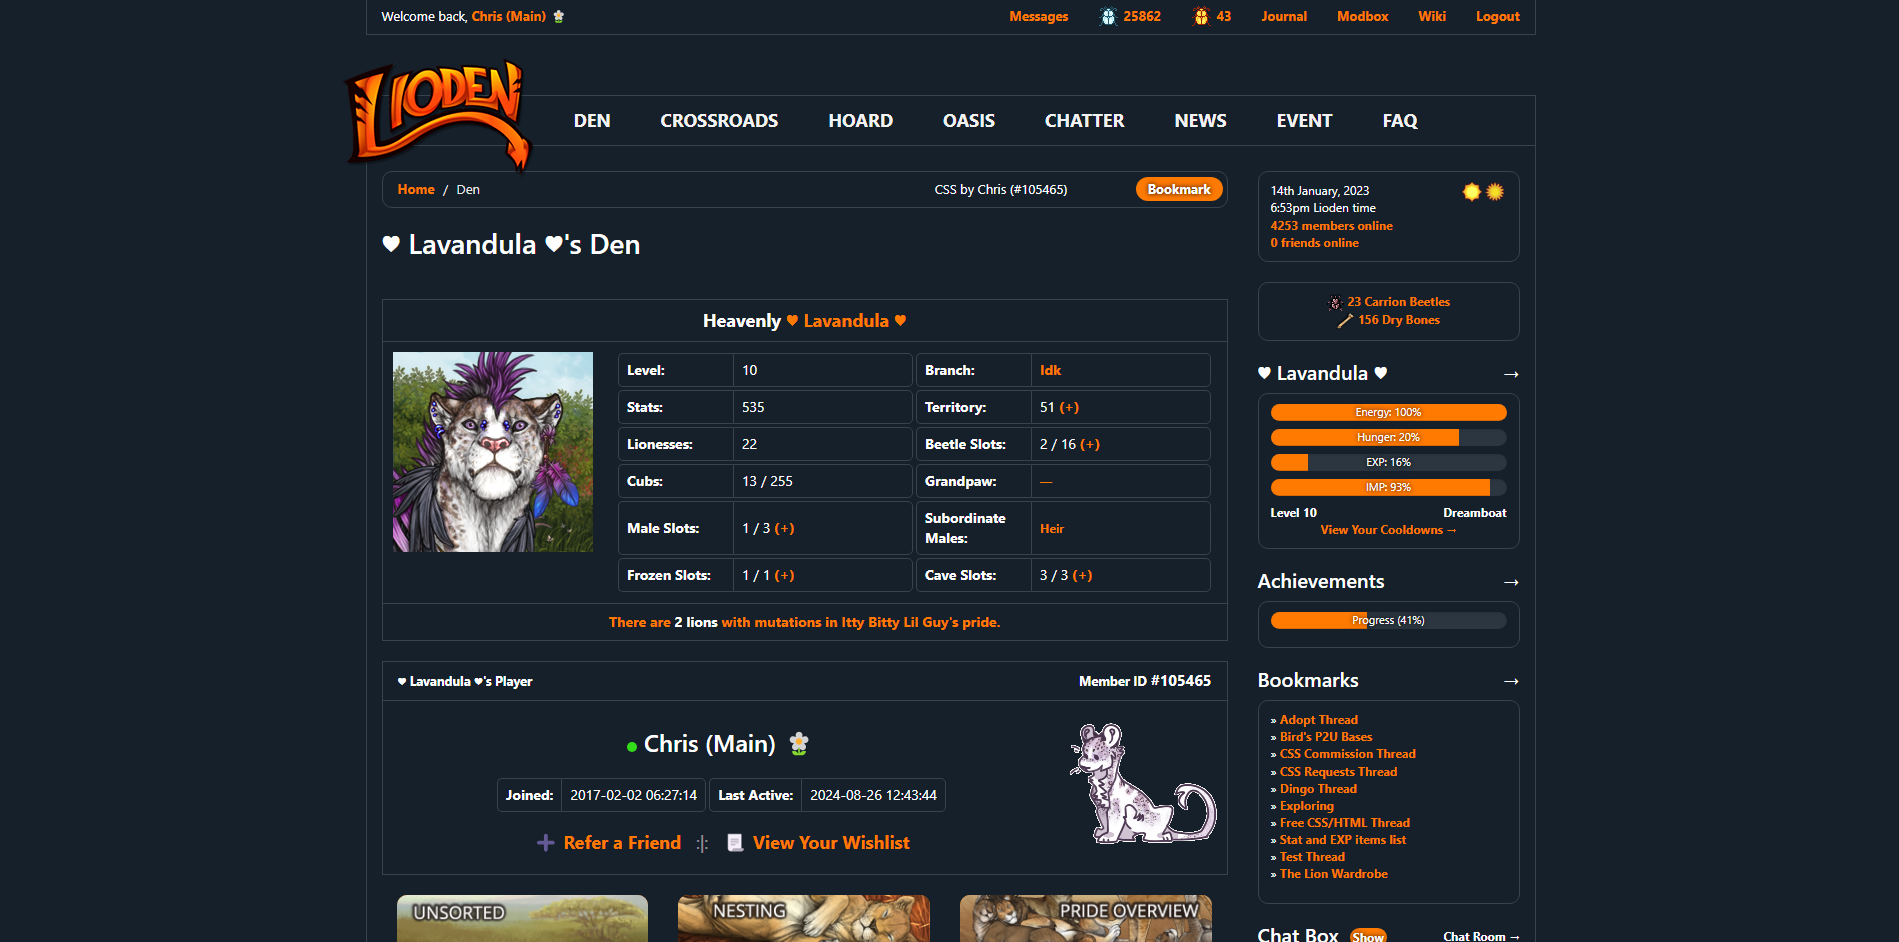 Welcome back, Chris (Main)
Messages 25862 43 Journal Modbox Wiki Logout
LIODEN
DEN CROSSROADS HOARD OASIS CHATTER NEWS EVENT FAQ
Home / Den CSS by Chris (#105465) Bookmark
♥ Lavandula ♥'s Den
Heavenly ♥ Lavandula ♥
Level: 10 Branch: Idk
Stats: 535 Territory: 51 (+)
Lionesses: 22 Beetle Slots: 2 / 16 (+)
Cubs: 13 / 255 Grandpaw: —
Male Slots: 1 / 3 (+) Subordinate Males: Heir
Frozen Slots: 1 / 1 (+) Cave Slots: 3 / 3 (+)
There are 2 lions with mutations in Itty Bitty Lil Guy's pride.
♥ Lavandula ♥'s Player Member ID #105465
Chris (Main)
Joined: 2017-02-02 06:27:14 Last Active: 2024-08-26 12:43:44
Refer a Friend :|: View Your Wishlist
UNSORTED NESTING PRIDE OVERVIEW
14th January, 2023
6:53pm Lioden time
4253 members online
0 friends online
23 Carrion Beetles
156 Dry Bones
♥ Lavandula ♥ →
Energy: 100%
Hunger: 20%
EXP: 16%
IMP: 93%
Level 10 Dreamboat
View Your Cooldowns →
Achievements →
Progress (41%)
Bookmarks →
» Adopt Thread
» Bird's P2U Bases
» CSS Commission Thread
» CSS Requests Thread
» Dingo Thread
» Exploring
» Free CSS/HTML Thread
» Stat and EXP items list
» Test Thread
» The Lion Wardrobe
Chat Box Show Chat Room →